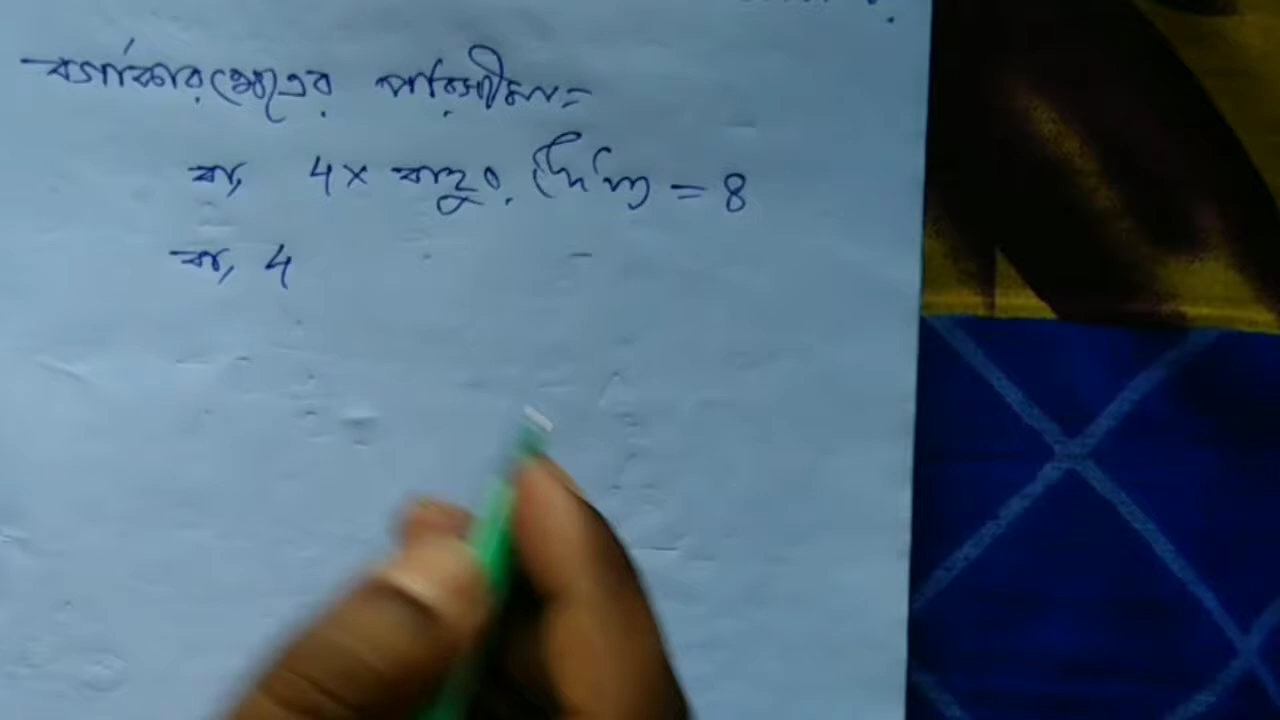 বর্গাকারক্ষেত্রের পরিসীমা=
বা, 4× বাহুর দৈর্ঘ্য = 8
বা, 4